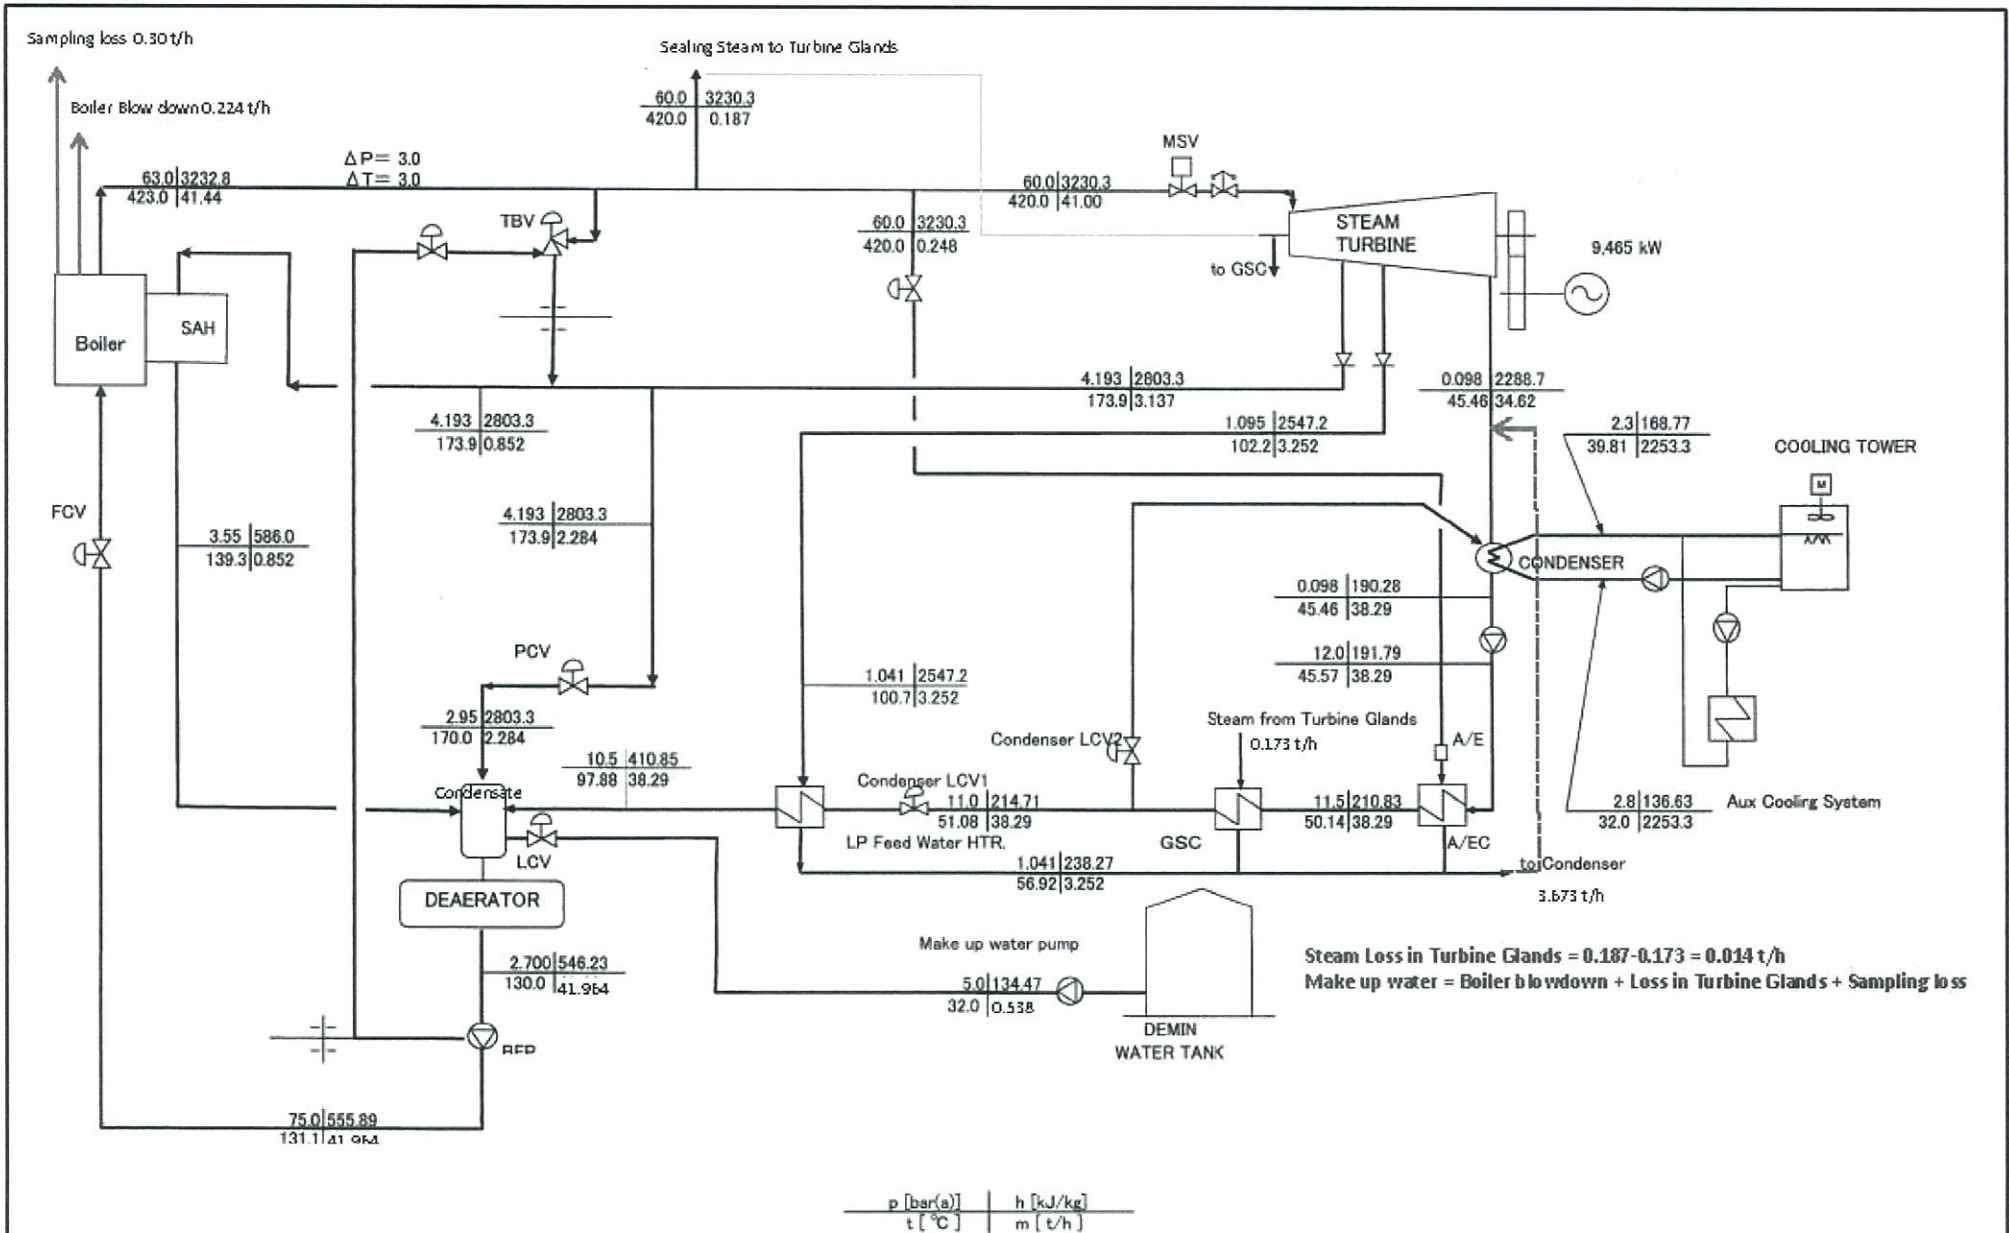 Sampling loss 0.30 t/h
Sealing Steam to Turbine Glands
Boiler Blow down 0.224 t/h
60.0 3230.3
420.0 0.187
MSV
ΔP= 3.0
ΔT= 3.0
63.0 3232.8
423.0 41.44
60.0 3230.3
420.0 41.00
TBV
60.0 3230.3
420.0 0.248
STEAM
TURBINE
9,465 kW
to GSC
SAH
Boiler
4.193 2803.3
173.9 3.137
0.098 2288.7
45.46 34.62
4.193 2803.3
173.9 0.852
1.095 2547.2
102.2 3.252
2.3 168.77
39.81 2253.3
COOLING TOWER
M
FCV
4.193 2803.3
173.9 2.284
3.55 586.0
139.3 0.852
CONDENSER
0.098 190.28
45.46 38.29
PCV
12.0 191.79
45.57 38.29
1.041 2547.2
100.7 3.252
2.95 2803.3
170.0 2.284
Steam from Turbine Glands
0.173 t/h
Condenser LCV2
A/E
10.5 410.85
97.88 38.29
Condensate
Condenser LCV1
11.0 214.71
51.08 38.29
11.5 210.83
50.14 38.29
2.8 136.63
32.0 2253.3
Aux Cooling System
LP Feed Water HTR.
GSC
A/EC
LCV
1.041 238.27
56.92 3.252
to Condenser
3.673 t/h
DEAERATOR
Make up water pump
Steam Loss in Turbine Glands = 0.187-0.173 = 0.014 t/h
Make up water = Boiler blowdown + Loss in Turbine Glands + Sampling loss
2.700 546.23
130.0 41.964
5.0 134.47
32.0 0.538
DEMIN
WATER TANK
BFP
75.0 555.89
131.1 41.964
p [bar(a)] h [kJ/kg]
t [°C] m [t/h]